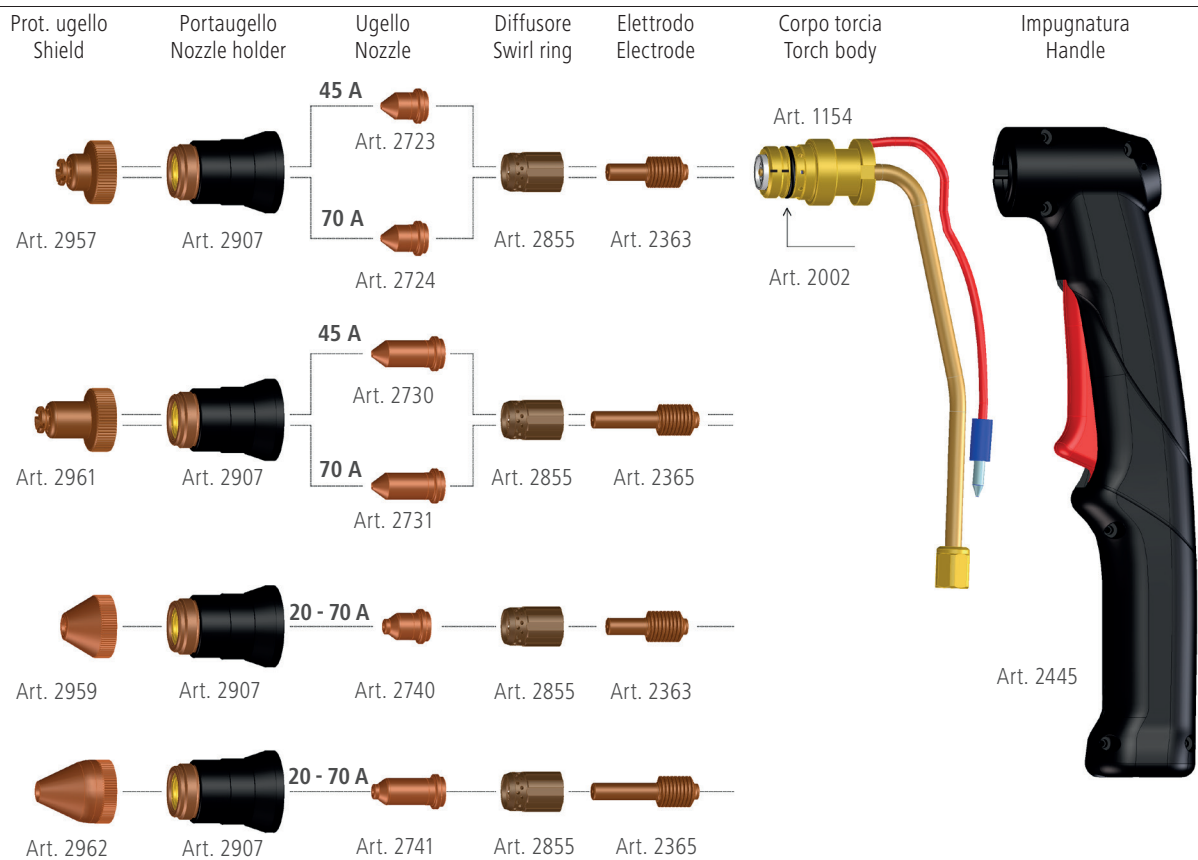 Prot. ugello
Shield
Portaugello
Nozzle holder
Ugello
Nozzle
Diffusore
Swirl ring
Elettrodo
Electrode
Corpo torcia
Torch body
Impugnatura
Handle
45 A
Art. 2723
Art. 1154
70 A
Art. 2957
Art. 2907
Art. 2724
Art. 2855
Art. 2363
Art. 2002
45 A
Art. 2730
70 A
Art. 2961
Art. 2907
Art. 2731
Art. 2855
Art. 2365
20 - 70 A
Art. 2959
Art. 2907
Art. 2740
Art. 2855
Art. 2363
Art. 2445
20 - 70 A
Art. 2962
Art. 2907
Art. 2741
Art. 2855
Art. 2365